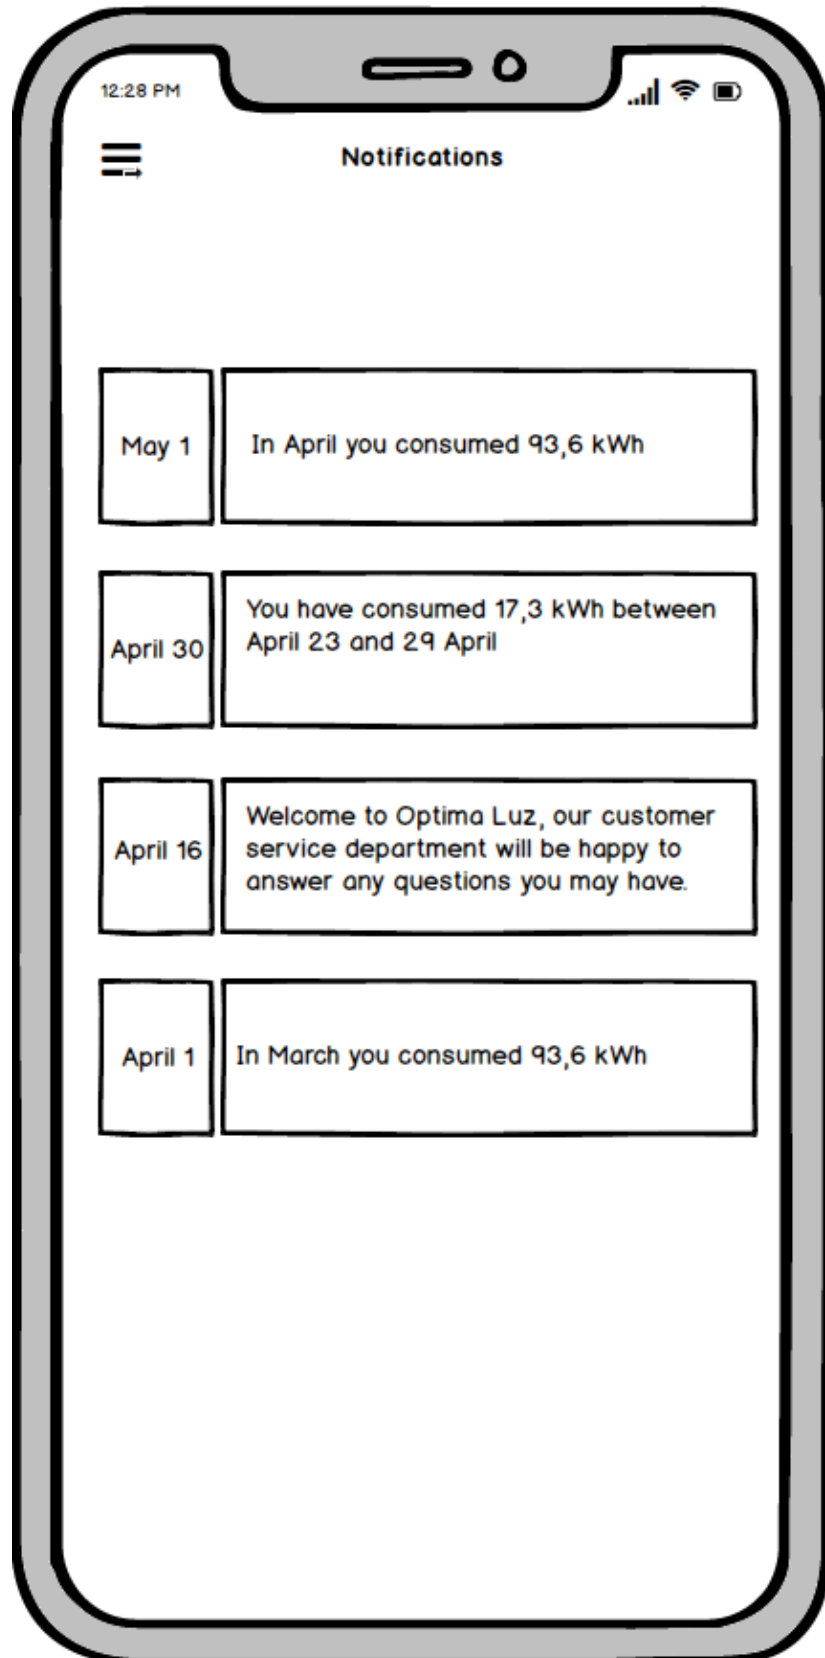 12:28 PM
Notifications
May 1
In April you consumed 93,6 kWh
April 30
You have consumed 17,3 kWh between
April 23 and 29 April
April 16
Welcome to Optima Luz, our customer
service department will be happy to
answer any questions you may have.
April 1
In March you consumed 93,6 kWh